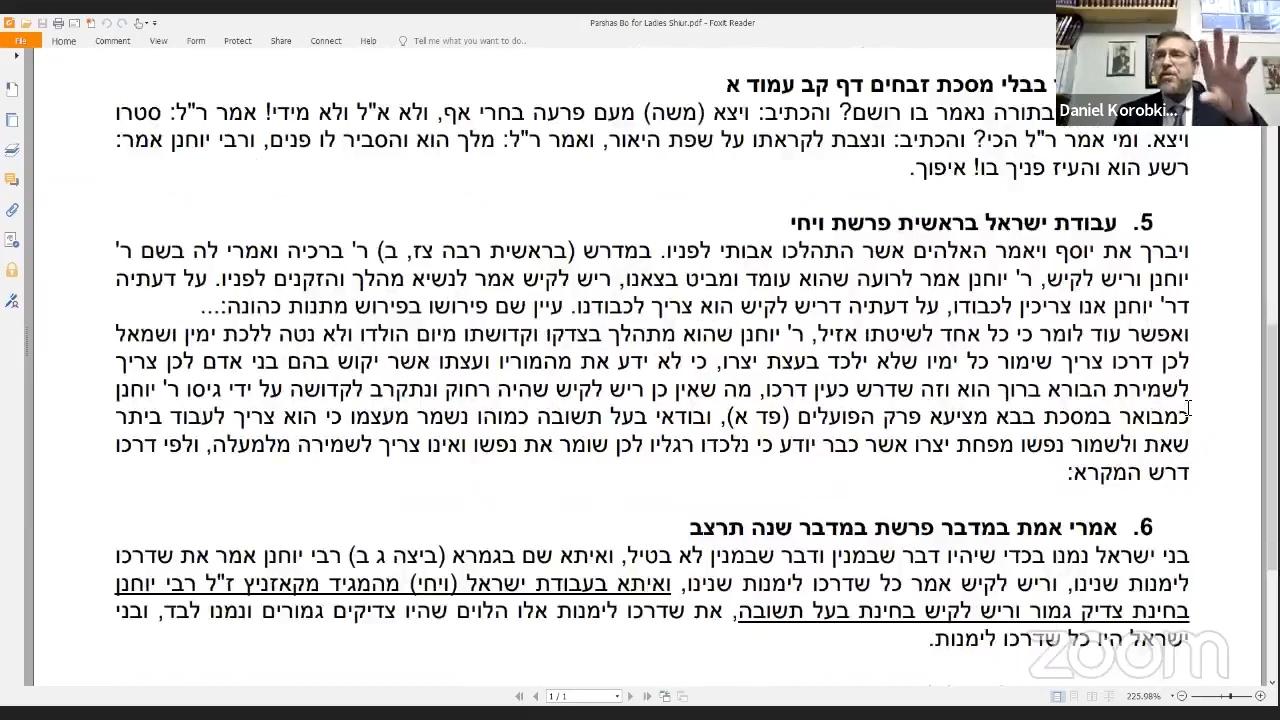 Parshas Bo for Ladies Shiur.pdf - Foxit Reader
File Home Comment View Form Protect Share Connect Help Tell me what you want to do..
Daniel Korobki...
בבלי מסכת זבחים דף קב עמוד א
בתורה נאמר בו רושם? והכתיב: ויצא (משה) מעם פרעה בחרי אף, ולא א"ל ולא מידי! אמר ר"ל: סטרו
ויצא. ומי אמר ר"ל הכי? והכתיב: ונצבת לקראתו על שפת היאור, ואמר ר"ל: מלך הוא והסביר לו פנים, ורבי יוחנן אמר:
רשע הוא והעיז פניך בו! איפוך.
5. עבודת ישראל בראשית פרשת ויחי
ויברך את יוסף ויאמר האלהים אשר התהלכו אבותי לפניו. במדרש (בראשית רבה צז, ב) ר' ברכיה ואמרי לה בשם ר'
יוחנן וריש לקיש, ר' יוחנן אמר לרועה שהוא עומד ומביט בצאנו, ריש לקיש אמר לנשיא מהלך והזקנים לפניו. על דעתיה
דר' יוחנן אנו צריכין לכבודו, על דעתיה דריש לקיש הוא צריך לכבודנו. עיין שם פירושו בפירוש מתנות כהונה:...
ואפשר עוד לומר כי כל אחד לשיטתו אזיל, ר' יוחנן שהוא מתהלך בצדקו וקדושתו מיום הולדו ולא נטה ללכת ימין ושמאל
לכן דרכו צריך שימור כל ימיו שלא ילכד בעצת יצרו, כי לא ידע את מהמוריו ועצתו אשר יקוש בהם בני אדם לכן צריך
לשמירת הבורא ברוך הוא וזה שדרש כעין דרכו, מה שאין כן ריש לקיש שהיה רחוק ונתקרב לקדושה על ידי גיסו ר' יוחנן
כמבואר במסכת בבא מציעא פרק הפועלים (פד א), ובודאי בעל תשובה כמוהו נשמר מעצמו כי הוא צריך לעבוד ביתר
שאת ולשמור נפשו מפחת יצרו אשר כבר יודע כי נלכדו רגליו לכן שומר את נפשו ואינו צריך לשמירה מלמעלה, ולפי דרכו
דרש המקרא:
6. אמרי אמת במדבר פרשת במדבר שנה תרצב
בני ישראל נמנו בכדי שיהיו דבר שבמנין ודבר שבמנין לא בטיל, ואיתא שם בגמרא (ביצה ג ב) רבי יוחנן אמר את שדרכו
לימנות שנינו, וריש לקיש אמר כל שדרכו לימנות שנינו, ואיתא בעבודת ישראל (ויחי) מהמגיד מקאזניץ ז"ל רבי יוחנן
בחינת צדיק גמור וריש לקיש בחינת בעל תשובה, את שדרכו לימנות אלו הלוים שהיו צדיקים גמורים ונמנו לבד, ובני
ישראל היו כל שדרכו לימנות.
zoom
1 / 1 225.98%